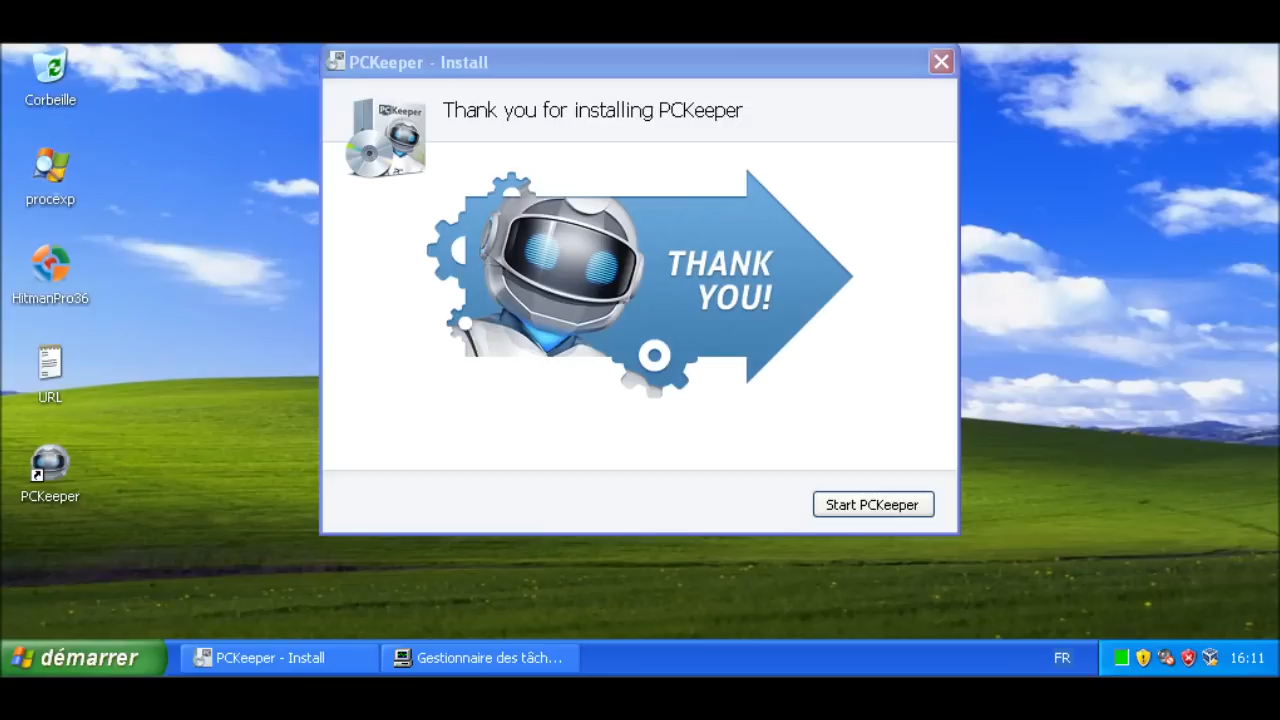 PCKeeper - Install
Thank you for installing PCKeeper
PCKeeper
THANK
YOU!
Start PCKeeper
Corbeille
procexp
HitmanPro36
URL
PCKeeper
démarrer
PCKeeper - Install
Gestionnaire des tâch...
FR
16:11